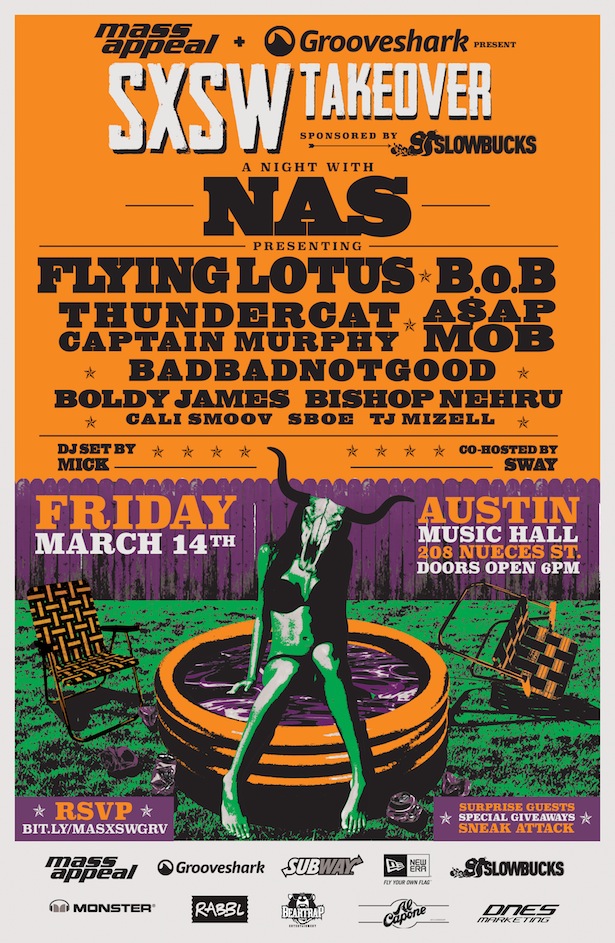 mass appeal + Grooveshark PRESENT
SXSW TAKEOVER
SPONSORED BY SLOWBUCKS
A NIGHT WITH
NAS
PRESENTING
FLYING LOTUS B.o.B
THUNDERCAT A$AP
CAPTAIN MURPHY MOB
BADBADNOTGOOD
BOLDY JAMES BISHOP NEHRU
CALI SMOOV SBOE TJ MIZELL
DJ SET BY
MICK
CO-HOSTED BY
SWAY
FRIDAY
MARCH 14TH
AUSTIN
MUSIC HALL
208 NUECES ST.
DOORS OPEN 6PM
RSVP
BIT.LY/MASXSWGRV
SURPRISE GUESTS
SPECIAL GIVEAWAYS
SNEAK ATTACK
mass appeal Grooveshark SUBWAY NEW ERA SLOWBUCKS
FLY YOUR OWN FLAG
MONSTER RABBL BEARTRAP ENTERTAINMENT Al Capone DNES MARKETING